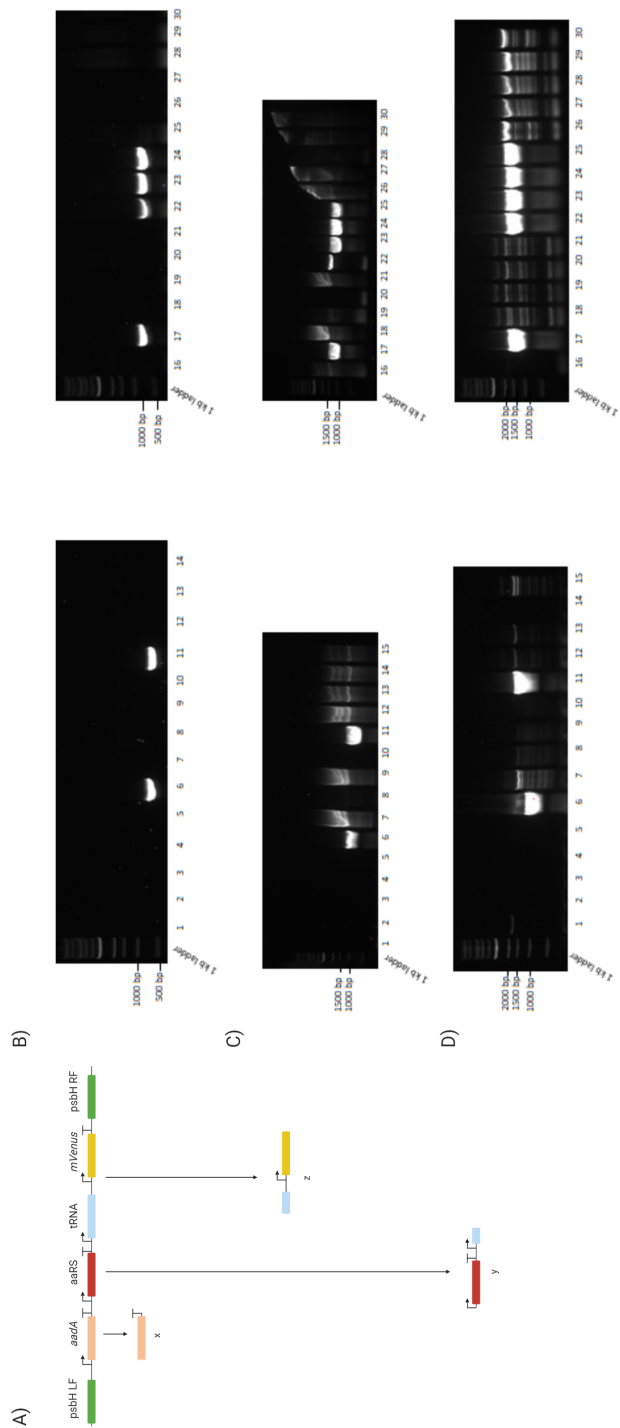 A)
psbH LF
aadA
aaRS
tRNA
mVenus
psbH RF
x
y
z
B)
1000 bp
500 bp
1 kb ladder
1 2 3 4 5 6 7 8 9 10 11 12 13 14
1000 bp
500 bp
1 kb ladder
16 17 18 19 20 21 22 23 24 25 26 27 28 29 30
C)
1500 bp
1000 bp
1 kb ladder
1 2 3 4 5 6 7 8 9 10 11 12 13 14 15
1500 bp
1000 bp
1 kb ladder
16 17 18 19 20 21 22 23 24 25 26 27 28 29 30
D)
2000 bp
1500 bp
1000 bp
1 kb ladder
1 2 3 4 5 6 7 8 9 10 11 12 13 14 15
2000 bp
1500 bp
1000 bp
1 kb ladder
16 17 18 19 20 21 22 23 24 25 26 27 28 29 30